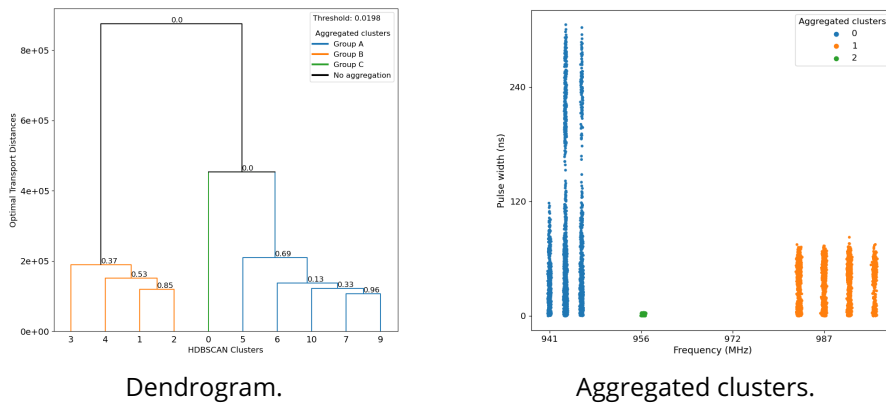 Threshold: 0.0198
Aggregated clusters
Group A
Group B
Group C
No aggregation
0.0
8e+05
6e+05
4e+05
2e+05
0e+00
Optimal Transport Distances
0.0
0.69
0.37
0.53
0.85
0.13
0.33
0.96
3 4 1 2 0 5 6 10 7 9
HDBSCAN Clusters
Dendrogram.
Aggregated clusters
0
1
2
240
120
0
Pulse width (ns)
941 956 972 987
Frequency (MHz)
Aggregated clusters.